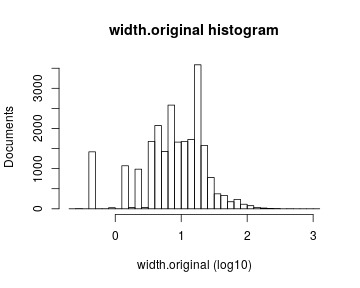 width.original histogram
Documents
3000
2000
1000
0
0 1 2 3
width.original (log10)